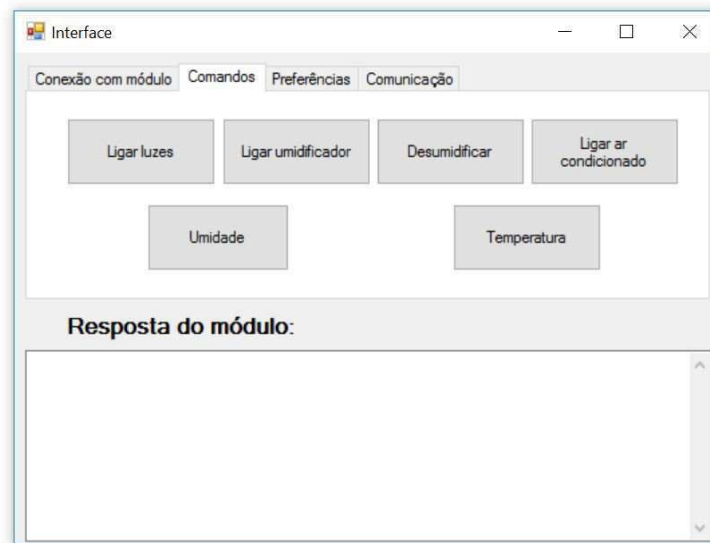 Interface
Conexão com módulo Comandos Preferências Comunicação
Ligar luzes Ligar umidificador Desumidificar Ligar ar
condicionado
Umidade Temperatura
Resposta do módulo: